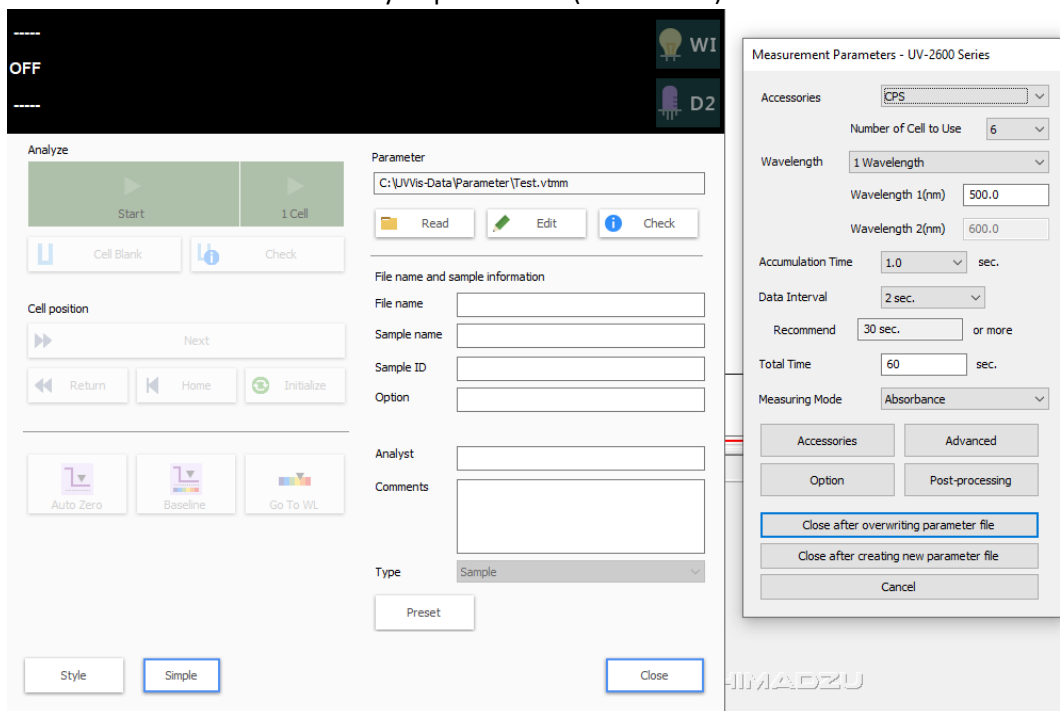 -----
OFF
-----
WI
D2
Analyze
Start
1 Cell
Cell Blank
Check
Cell position
Next
Return
Home
Initialize
Auto Zero
Baseline
Go To WL
Style
Simple
Parameter
C:\UVVis-Data\Parameter\Test.vtmm
Read
Edit
Check
File name and sample information
File name
Sample name
Sample ID
Option
Analyst
Comments
Type
Sample
Preset
Close
Measurement Parameters - UV-2600 Series
Accessories CPS
Number of Cell to Use 6
Wavelength 1 Wavelength
Wavelength 1(nm) 500.0
Wavelength 2(nm) 600.0
Accumulation Time 1.0 sec.
Data Interval 2 sec.
Recommend 30 sec. or more
Total Time 60 sec.
Measuring Mode Absorbance
Accessories
Advanced
Option
Post-processing
Close after overwriting parameter file
Close after creating new parameter file
Cancel
HIMADZU